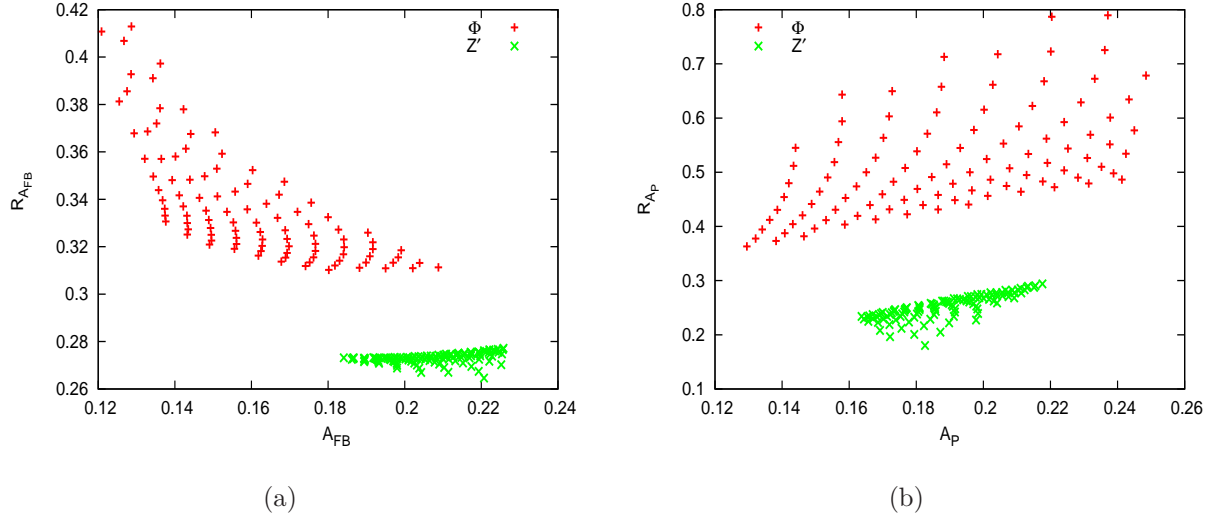 0.42
0.4
0.38
0.36
0.34
0.32
0.3
0.28
0.26
R_{A_{FB}}
0.12 0.14 0.16 0.18 0.2 0.22 0.24
A_{FB}
Φ
Z′
(a)
0.8
0.7
0.6
0.5
0.4
0.3
0.2
0.1
R_{A_P}
0.12 0.14 0.16 0.18 0.2 0.22 0.24 0.26
A_P
Φ
Z′
(b)